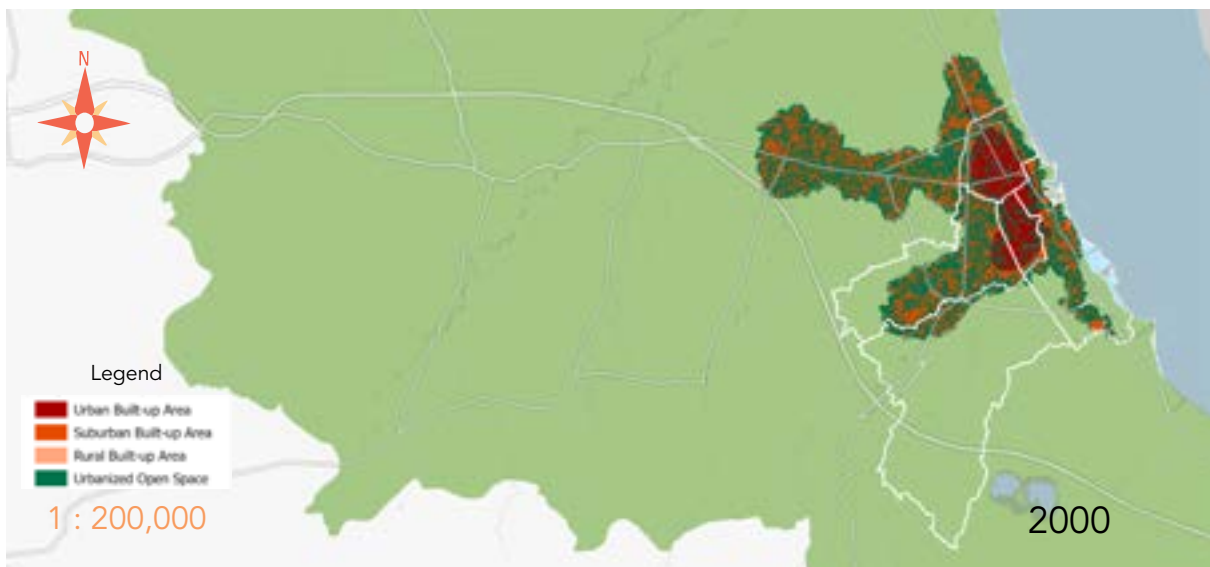 N
Legend
Urban Built-up Area
Suburban Built-up Area
Rural Built-up Area
Urbanized Open Space
1 : 200,000
2000